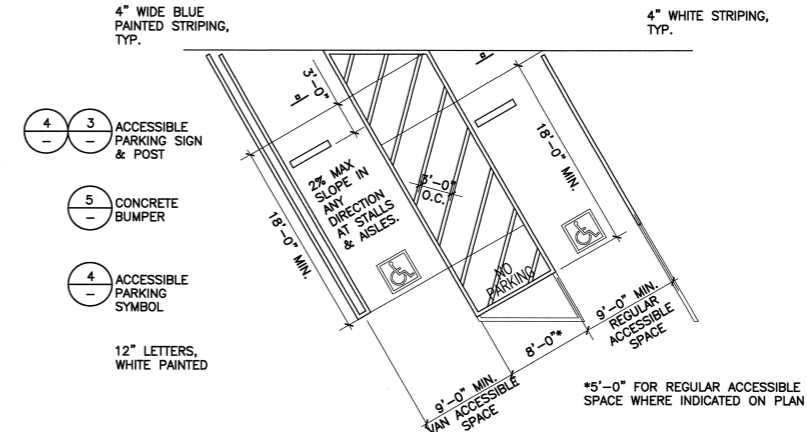 4" WIDE BLUE
PAINTED STRIPING,
TYP.
4" WHITE STRIPING,
TYP.
3'-0"
4
-
3
-
ACCESSIBLE
PARKING SIGN
& POST
18'-0" MIN.
2% MAX
SLOPE IN
ANY
DIRECTION
AT STALLS
& AISLES.
3'-0"
O.C.
18'-0" MIN.
5
-
CONCRETE
BUMPER
4
-
ACCESSIBLE
PARKING
SYMBOL
NO
PARKING
12" LETTERS,
WHITE PAINTED
9'-0" MIN.
VAN ACCESSIBLE
SPACE
8'-0"*
9'-0" MIN.
REGULAR
ACCESSIBLE
SPACE
*5'-0" FOR REGULAR ACCESSIBLE
SPACE WHERE INDICATED ON PLAN